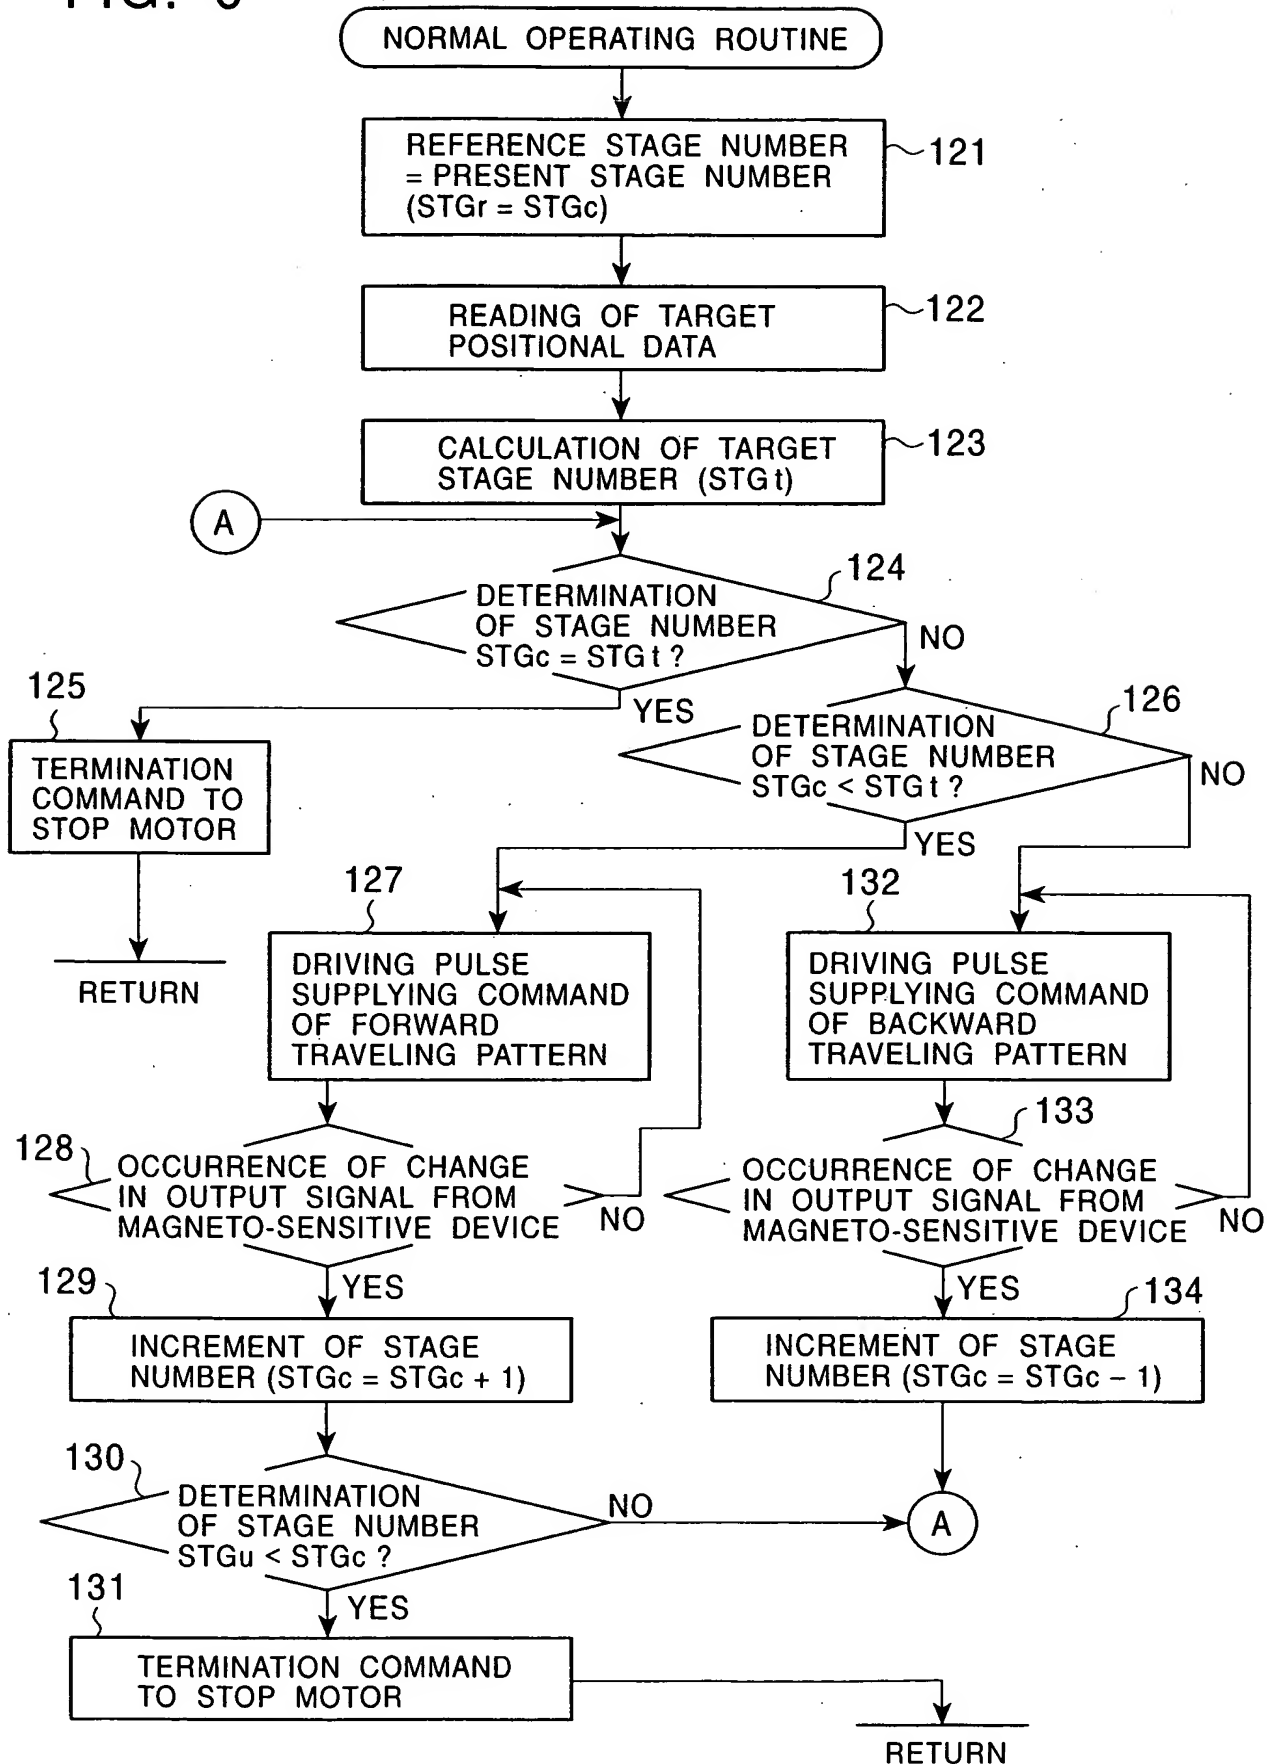 NORMAL OPERATING ROUTINE
REFERENCE STAGE NUMBER
= PRESENT STAGE NUMBER
(STGr = STGc)
121
READING OF TARGET
POSITIONAL DATA
122
CALCULATION OF TARGET
STAGE NUMBER (STGt)
123
A
DETERMINATION
OF STAGE NUMBER
STGc = STGt ?
124
NO
YES
125
TERMINATION
COMMAND TO
STOP MOTOR
RETURN
DETERMINATION
OF STAGE NUMBER
STGc < STGt ?
126
NO
YES
127
DRIVING PULSE
SUPPLYING COMMAND
OF FORWARD
TRAVELING PATTERN
132
DRIVING PULSE
SUPPLYING COMMAND
OF BACKWARD
TRAVELING PATTERN
128
OCCURRENCE OF CHANGE
IN OUTPUT SIGNAL FROM
MAGNETO-SENSITIVE DEVICE
NO
YES
133
OCCURRENCE OF CHANGE
IN OUTPUT SIGNAL FROM
MAGNETO-SENSITIVE DEVICE
NO
YES
129
INCREMENT OF STAGE
NUMBER (STGc = STGc + 1)
134
INCREMENT OF STAGE
NUMBER (STGc = STGc − 1)
130
DETERMINATION
OF STAGE NUMBER
STGu < STGc ?
NO
A
YES
131
TERMINATION COMMAND
TO STOP MOTOR
RETURN